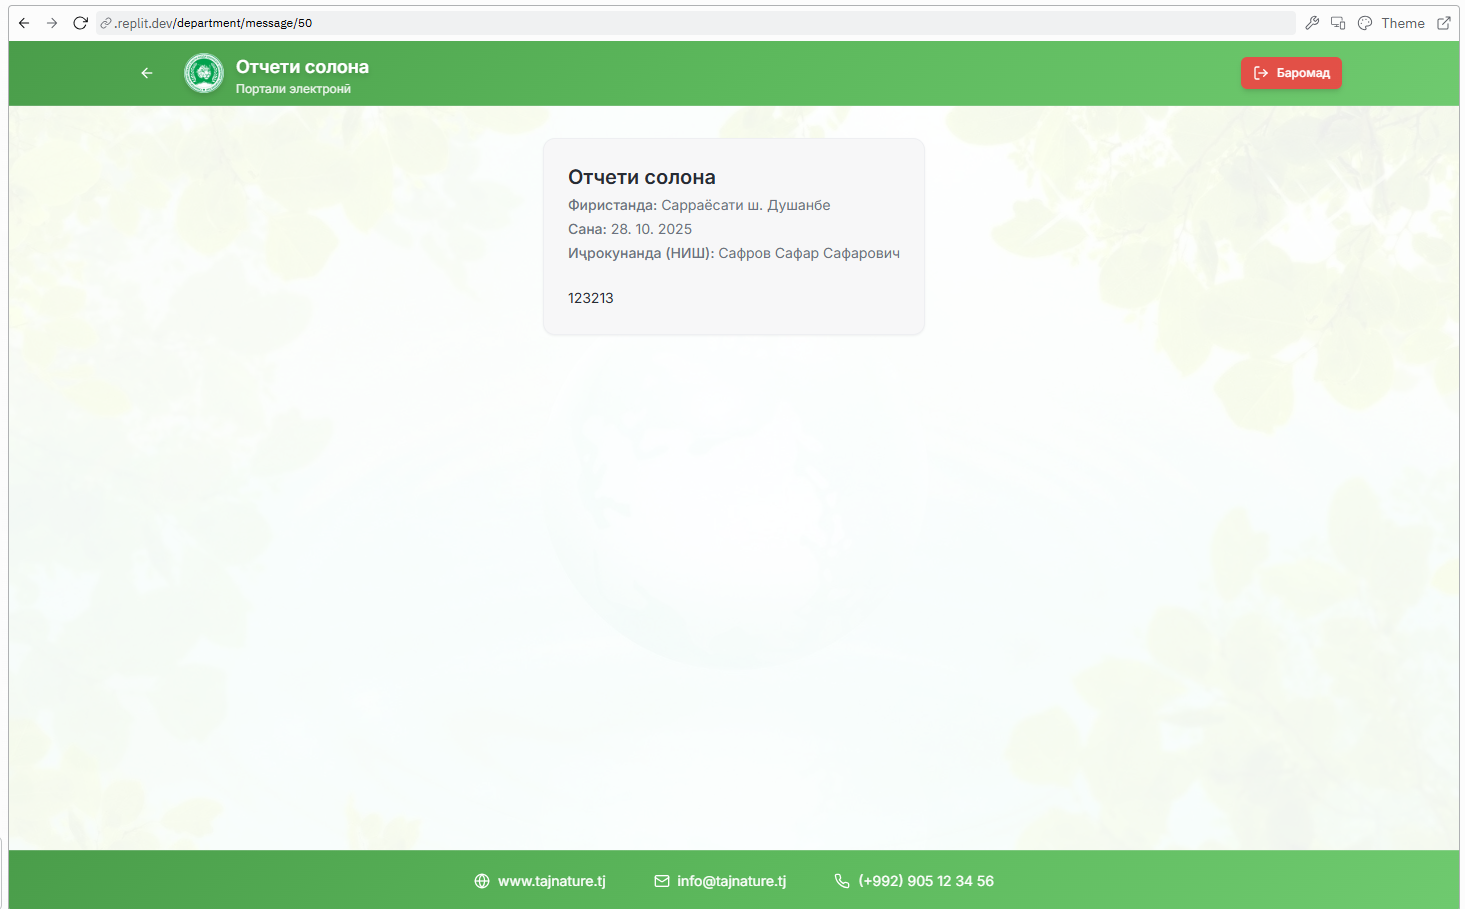 .replit.dev/department/message/50
Theme
Отчети солона
Портали электронӣ
Баромад
Отчети солона
Фиристанда: Сарраёсати ш. Душанбе
Сана: 28. 10. 2025
Иҷрокунанда (НИШ): Сафров Сафар Сафарович
123213
www.tajnature.tj
info@tajnature.tj
(+992) 905 12 34 56